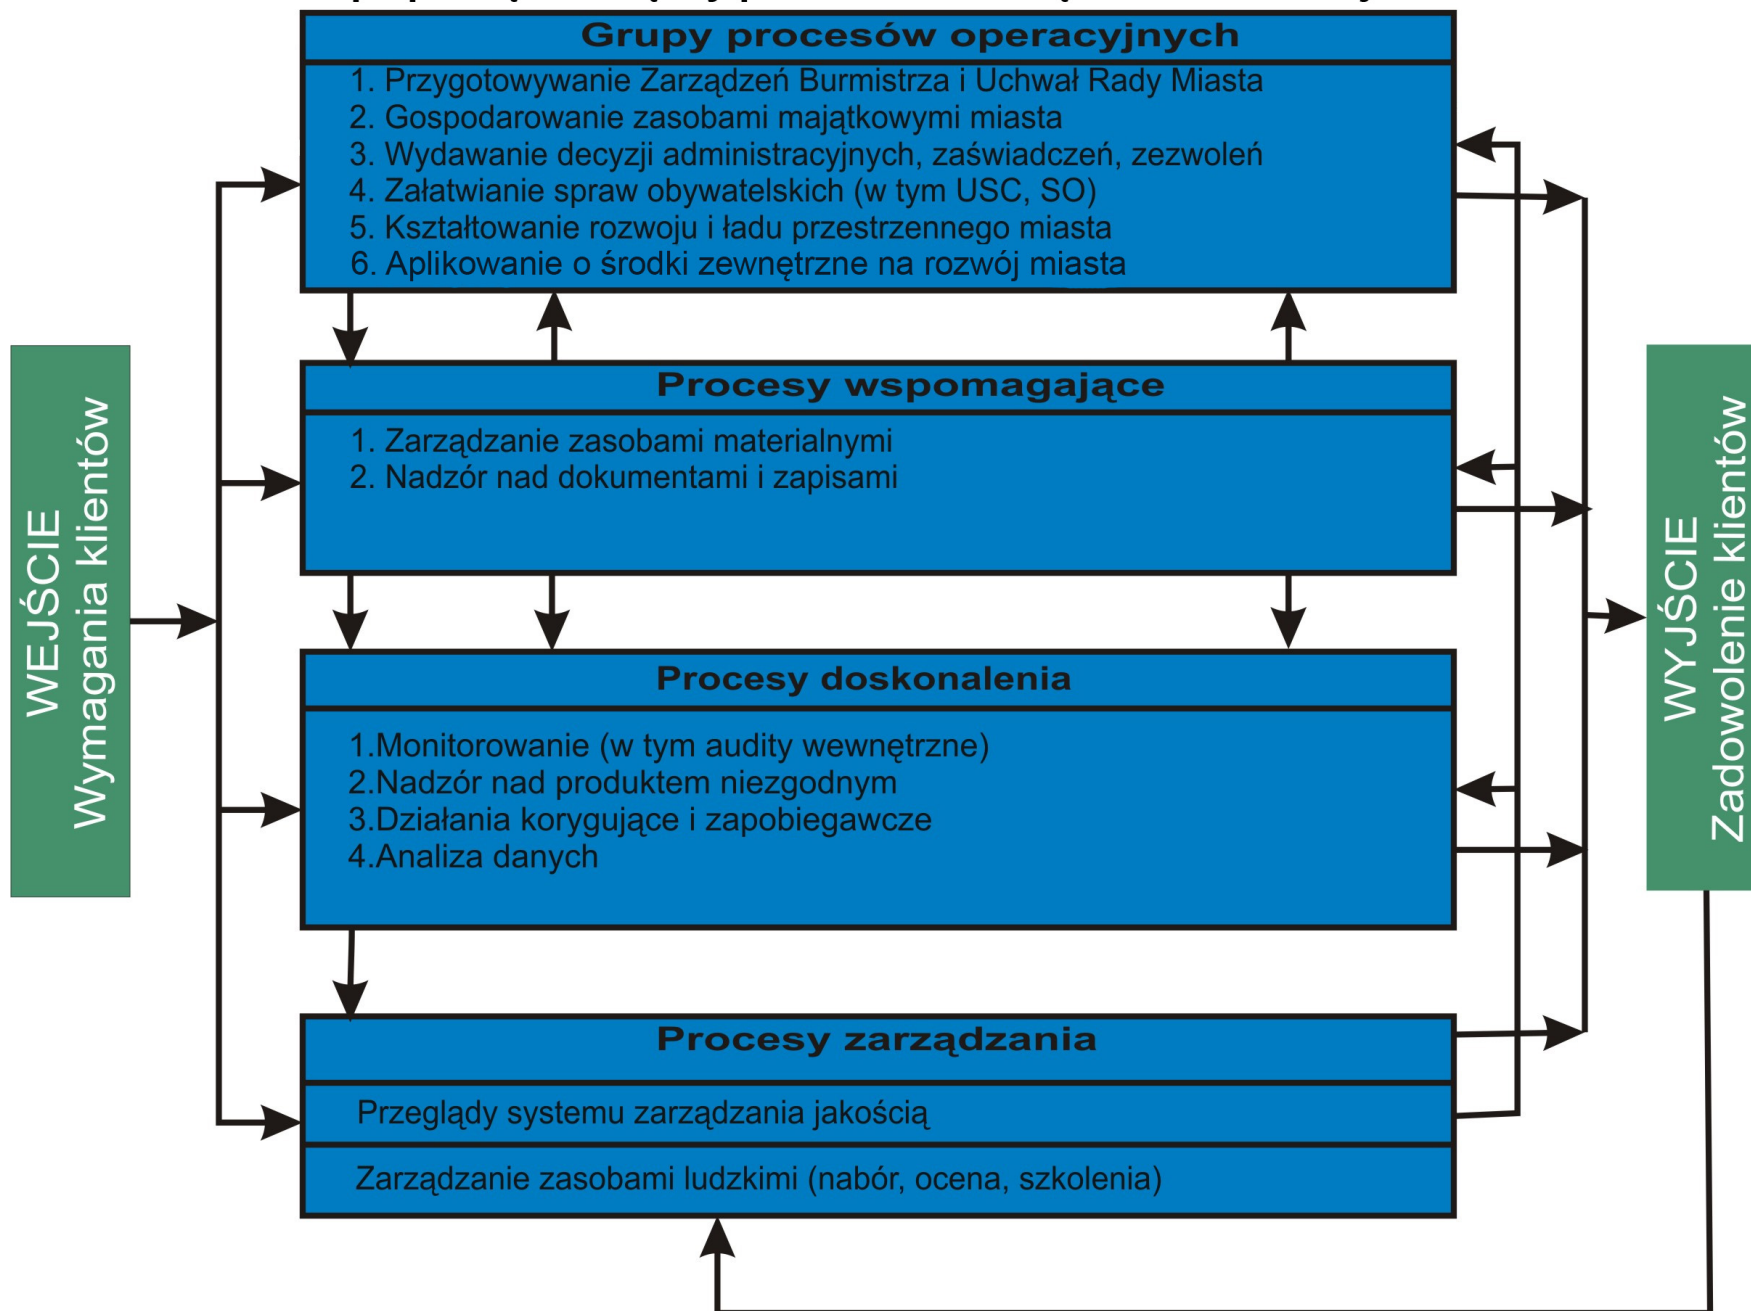 Grupy procesów operacyjnych
1. Przygotowywanie Zarządzeń Burmistrza i Uchwał Rady Miasta
2. Gospodarowanie zasobami majątkowymi miasta
3. Wydawanie decyzji administracyjnych, zaświadczeń, zezwoleń
4. Załatwianie spraw obywatelskich (w tym USC, SO)
5. Kształtowanie rozwoju i ładu przestrzennego miasta
6. Aplikowanie o środki zewnętrzne na rozwój miasta
WEJŚCIE
Wymagania klientów
Procesy wspomagające
1. Zarządzanie zasobami materialnymi
2. Nadzór nad dokumentami i zapisami
Procesy doskonalenia
1.Monitorowanie (w tym audity wewnętrzne)
2.Nadzór nad produktem niezgodnym
3.Działania korygujące i zapobiegawcze
4.Analiza danych
Procesy zarządzania
Przeglądy systemu zarządzania jakością
Zarządzanie zasobami ludzkimi (nabór, ocena, szkolenia)
WYJŚCIE
Zadowolenie klientów